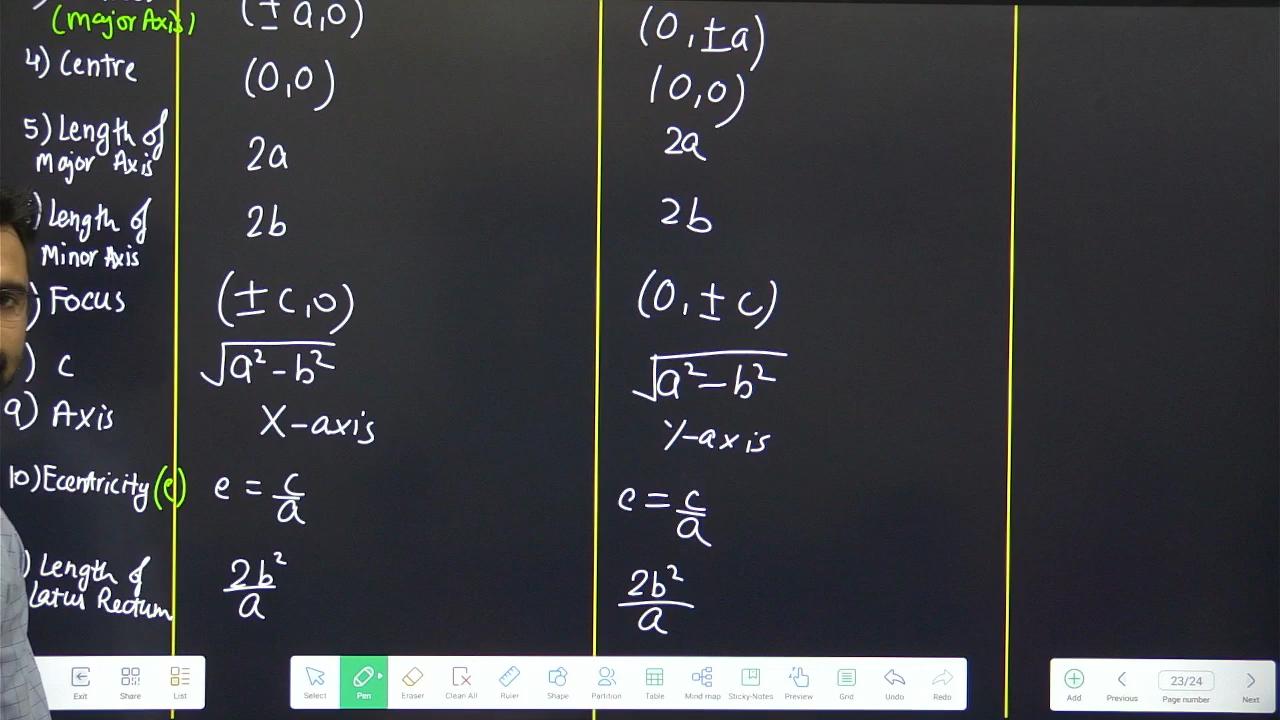 (Major Axis) (± a,0) (0, ±a)
4) Centre (0,0) (0,0)
5) Length of
Major Axis 2a 2a
) Length of
Minor Axis 2b 2b
) Focus (± c,0) (0, ± c)
) c √a²-b² √a²-b²
9) Axis X-axis Y-axis
10) Eccentricity (e) e = c/a e = c/a
) Length of
Latus Rectum 2b²/a 2b²/a
Exit Share List Select Pen Eraser Clean All Ruler Shape Partition Table Mind map Sticky-Notes Preview Grid Undo Redo Add Previous 23/24 Page number Next